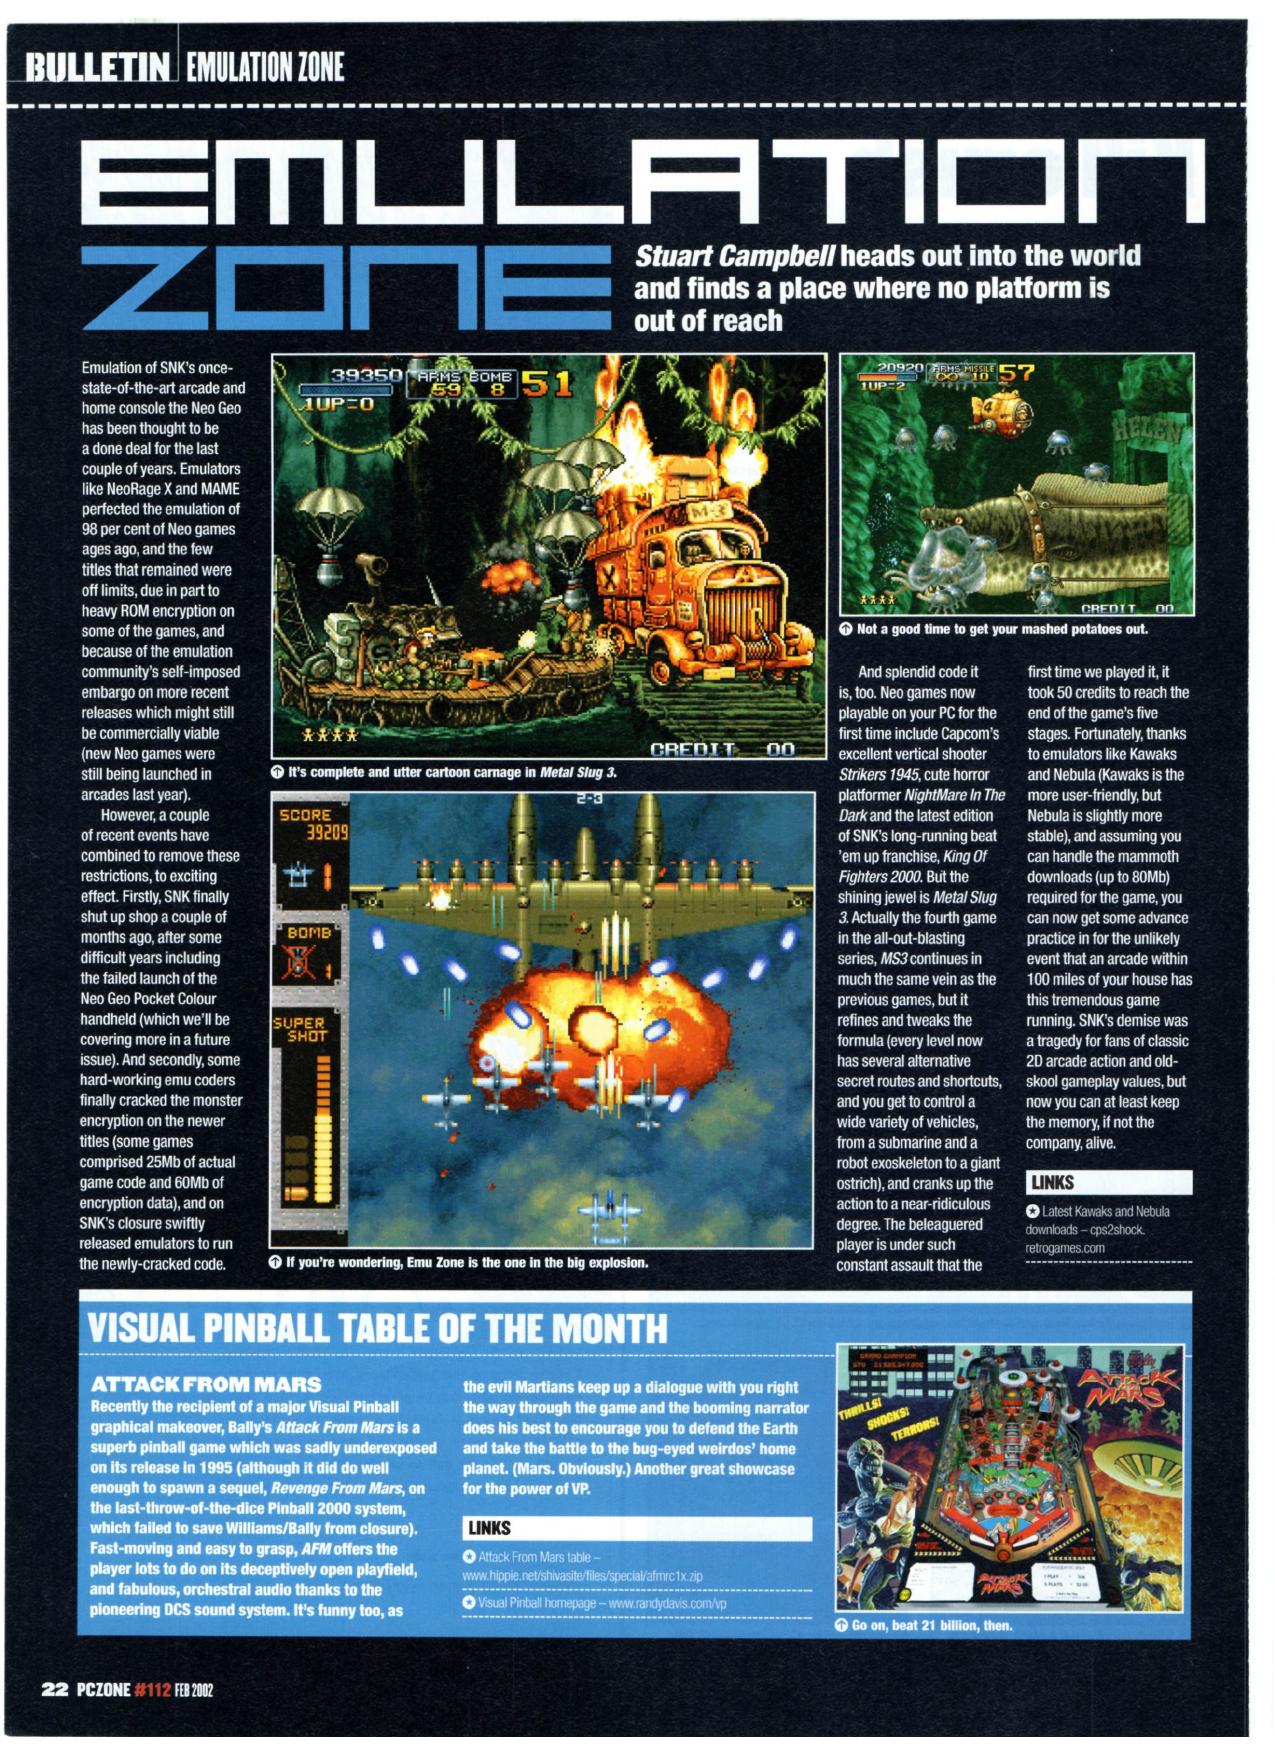 BULLETIN EMULATION ZONE
EMULATION
ZONE
Stuart Campbell heads out into the world
and finds a place where no platform is
out of reach
Emulation of SNK's once-
state-of-the-art arcade and
home console the Neo Geo
has been thought to be
a done deal for the last
couple of years. Emulators
like NeoRage X and MAME
perfected the emulation of
98 per cent of Neo games
ages ago, and the few
titles that remained were
off limits, due in part to
heavy ROM encryption on
some of the games, and
because of the emulation
community's self-imposed
embargo on more recent
releases which might still
be commercially viable
(new Neo games were
still being launched in
arcades last year).
However, a couple
of recent events have
combined to remove these
restrictions, to exciting
effect. Firstly, SNK finally
shut up shop a couple of
months ago, after some
difficult years including
the failed launch of the
Neo Geo Pocket Colour
handheld (which we'll be
covering more in a future
issue). And secondly, some
hard-working emu coders
finally cracked the monster
encryption on the newer
titles (some games
comprised 25Mb of actual
game code and 60Mb of
encryption data), and on
SNK's closure swiftly
released emulators to run
the newly-cracked code.
39350 ARMS BOMB 51
59 8
1UP=0
M-3
CREDIT 00
It's complete and utter cartoon carnage in Metal Slug 3.
20920 ARMS MISSILE 57
∞ 10
1UP=2
HELEN
CREDIT 00
Not a good time to get your mashed potatoes out.
2-3
SCORE
39209
BOMB
1
SUPER
SHOT
If you're wondering, Emu Zone is the one in the big explosion.
And splendid code it
is, too. Neo games now
playable on your PC for the
first time include Capcom's
excellent vertical shooter
Strikers 1945, cute horror
platformer NightMare In The
Dark and the latest edition
of SNK's long-running beat
'em up franchise, King Of
Fighters 2000. But the
shining jewel is Metal Slug
3. Actually the fourth game
in the all-out-blasting
series, MS3 continues in
much the same vein as the
previous games, but it
refines and tweaks the
formula (every level now
has several alternative
secret routes and shortcuts,
and you get to control a
wide variety of vehicles,
from a submarine and a
robot exoskeleton to a giant
ostrich), and cranks up the
action to a near-ridiculous
degree. The beleaguered
player is under such
constant assault that the
first time we played it, it
took 50 credits to reach the
end of the game's five
stages. Fortunately, thanks
to emulators like Kawaks
and Nebula (Kawaks is the
more user-friendly, but
Nebula is slightly more
stable), and assuming you
can handle the mammoth
downloads (up to 80Mb)
required for the game, you
can now get some advance
practice in for the unlikely
event that an arcade within
100 miles of your house has
this tremendous game
running. SNK's demise was
a tragedy for fans of classic
2D arcade action and old-
skool gameplay values, but
now you can at least keep
the memory, if not the
company, alive.
LINKS
Latest Kawaks and Nebula
downloads – cps2shock.
retrogames.com
VISUAL PINBALL TABLE OF THE MONTH
ATTACK FROM MARS
Recently the recipient of a major Visual Pinball
graphical makeover, Bally's Attack From Mars is a
superb pinball game which was sadly underexposed
on its release in 1995 (although it did do well
enough to spawn a sequel, Revenge From Mars, on
the last-throw-of-the-dice Pinball 2000 system,
which failed to save Williams/Bally from closure).
Fast-moving and easy to grasp, AFM offers the
player lots to do on its deceptively open playfield,
and fabulous, orchestral audio thanks to the
pioneering DCS sound system. It's funny too, as
the evil Martians keep up a dialogue with you right
the way through the game and the booming narrator
does his best to encourage you to defend the Earth
and take the battle to the bug-eyed weirdos' home
planet. (Mars. Obviously.) Another great showcase
for the power of VP.
LINKS
Attack From Mars table –
www.hippie.net/shivasite/files/special/afmrc1x.zip
Visual Pinball homepage – www.randydavis.com/vp
GRAND CHAMPION
THRILLS!
SHOCKS!
TERRORS!
Bally
ATTACK
FROM
MARS
ATTACK
FROM
MARS
Go on, beat 21 billion, then.
22 PCZONE #112 FEB 2002